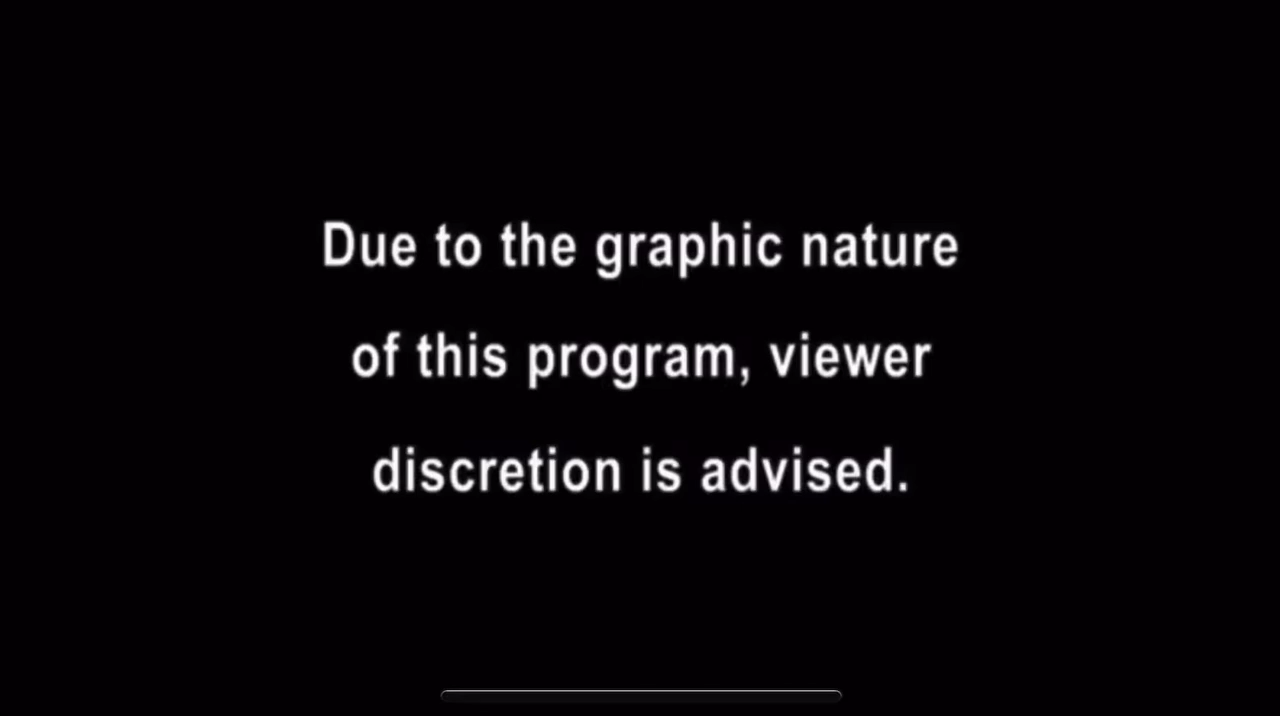 Due to the graphic nature
of this program, viewer
discretion is advised.